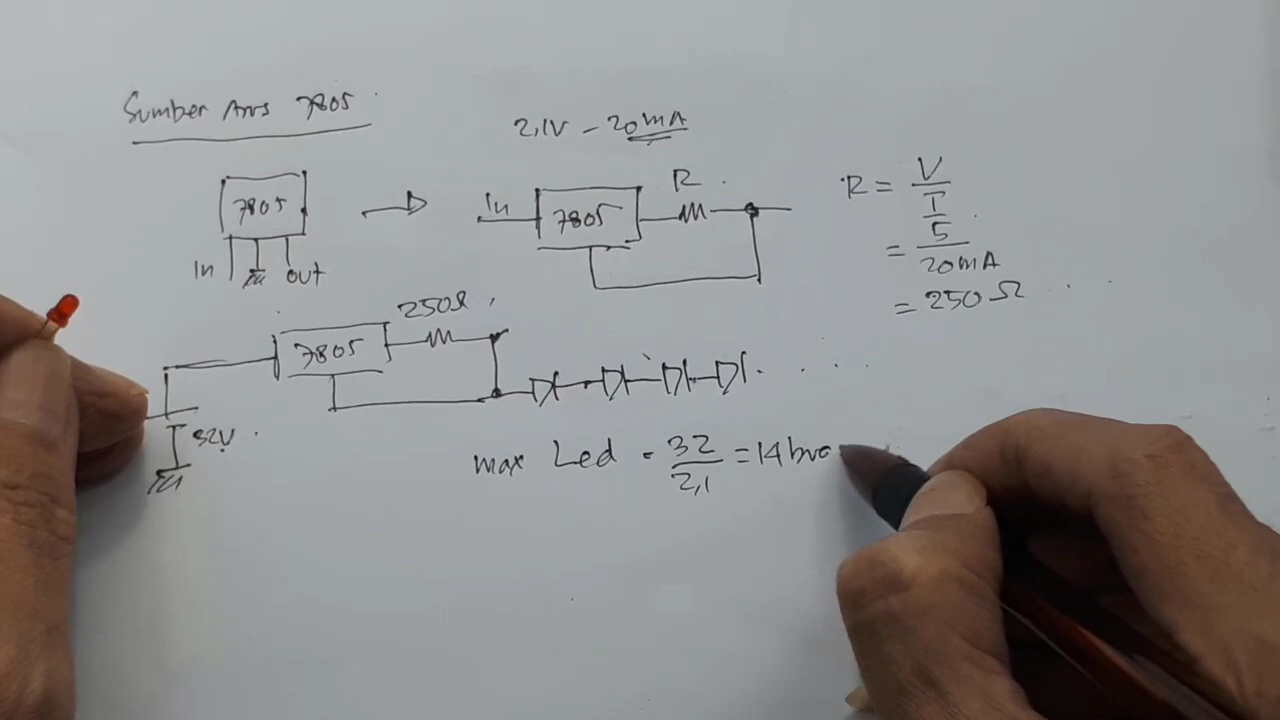 Sumber Arus 7805
2,1V - 20mA
7805
In
out
In
7805
R
R = V
I
= 5
20mA
= 250 Ω
7805
250Ω
32V
max Led = 32
2,1
= 14 bua